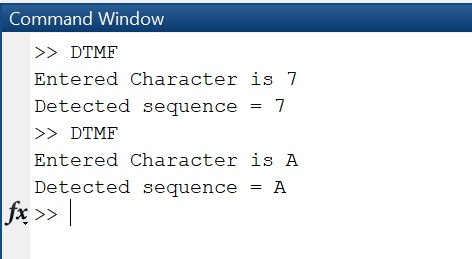 Command Window
>> DTMF
Entered Character is 7
Detected sequence = 7
>> DTMF
Entered Character is A
Detected sequence = A
fx >>